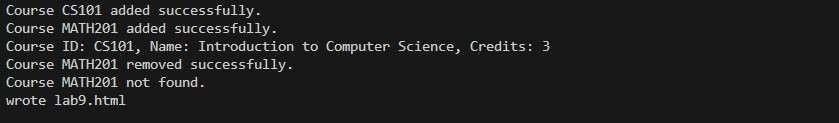 Course CS101 added successfully.
Course MATH201 added successfully.
Course ID: CS101, Name: Introduction to Computer Science, Credits: 3
Course MATH201 removed successfully.
Course MATH201 not found.
wrote lab9.html